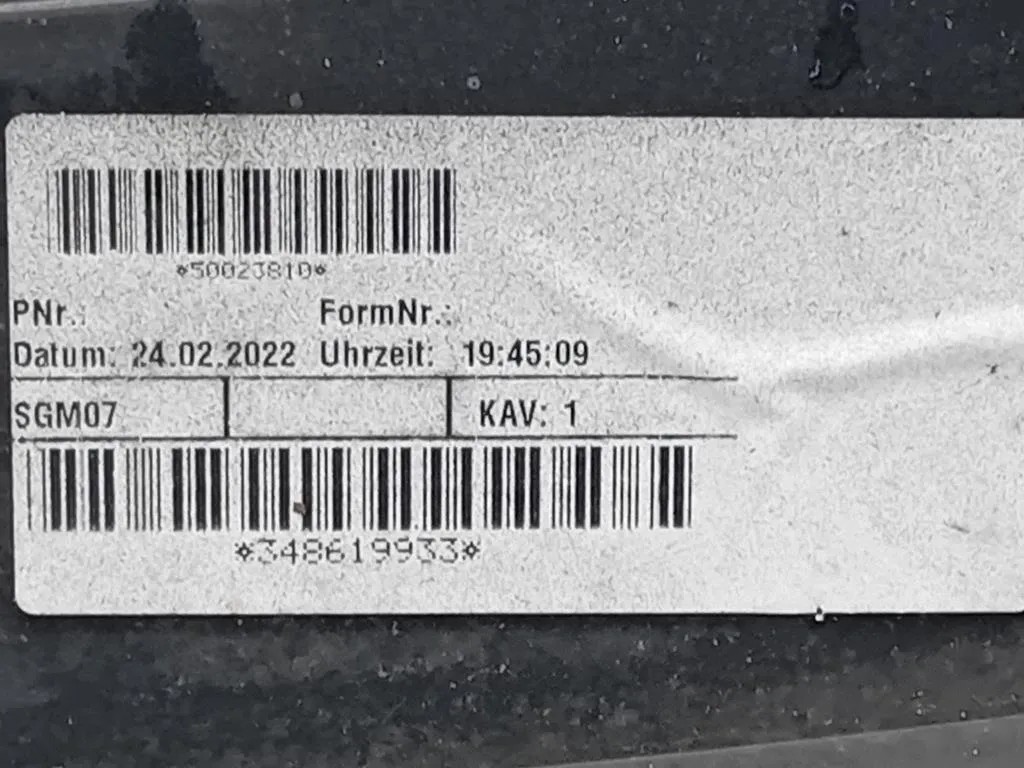 *50023810*
PNr.: FormNr.:
Datum: 24.02.2022 Uhrzeit: 19:45:09
SGM07 KAV: 1
*348619933*